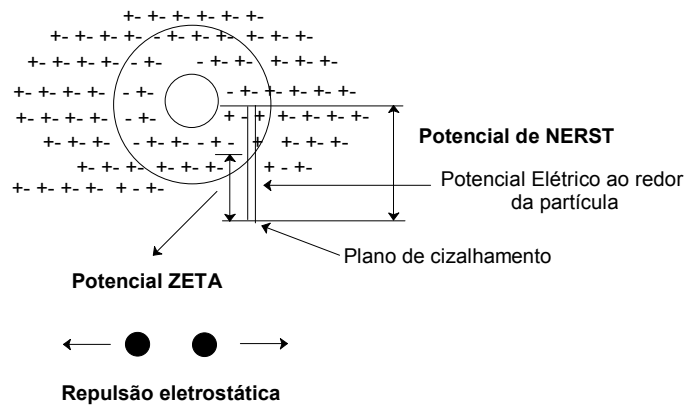 +- +- +- +-
+- +- +- - +- +- +- +- +-
+- +- +- - +- - +- +- +- +-
+- +- +- +- - +- - +- +- +- +-
+- +- +- +- - +- + - + +- +- +- +-
+- +- +- - +- +- - + - + +- +- +-
+- +- +- +- +- +- + - +-
+- +- +- +- - +-
Potencial de NERST
Potencial Elétrico ao redor
da partícula
Plano de cizalhamento
Potencial ZETA
Repulsão eletrostática